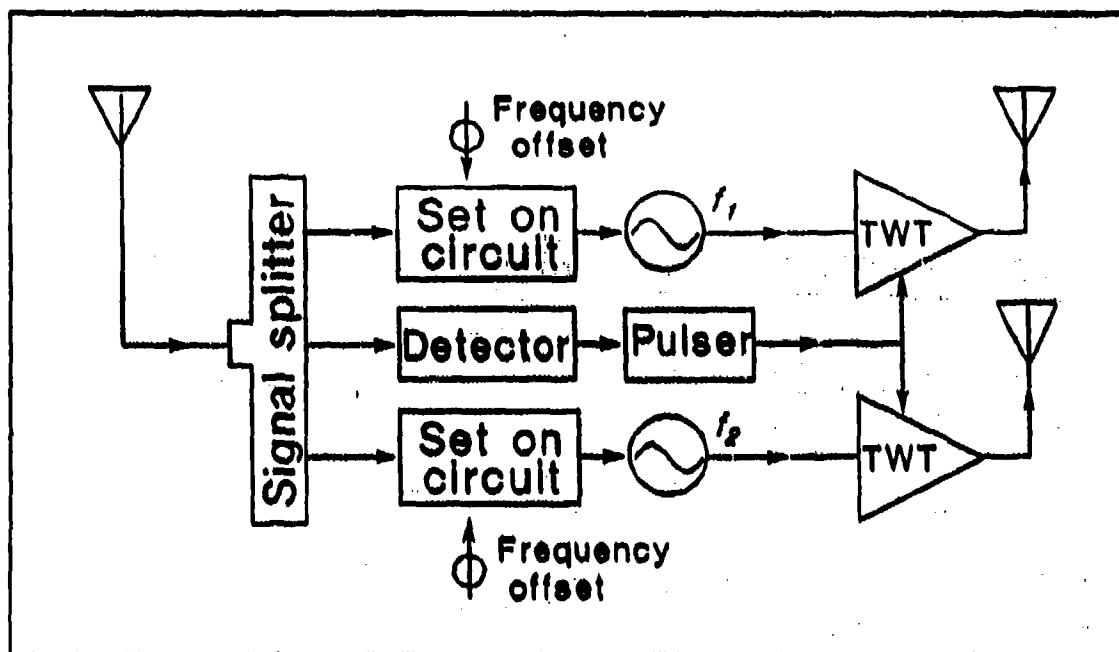 Frequency
offset
Set on
circuit
f1
TWT
Signal splitter
Detector
Pulser
Set on
circuit
f2
TWT
Frequency
offset